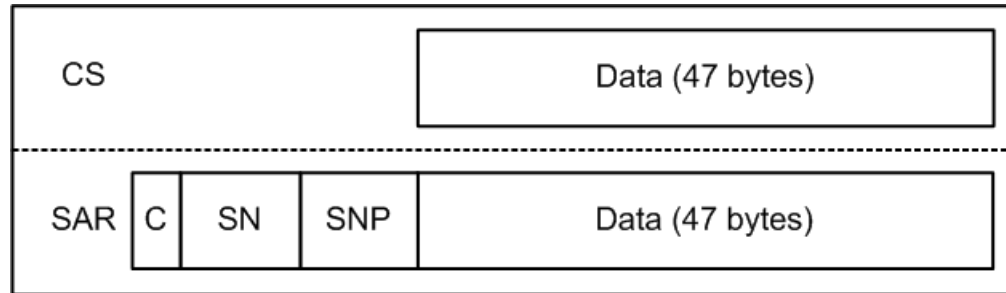 CS Data (47 bytes)
SAR C SN SNP Data (47 bytes)